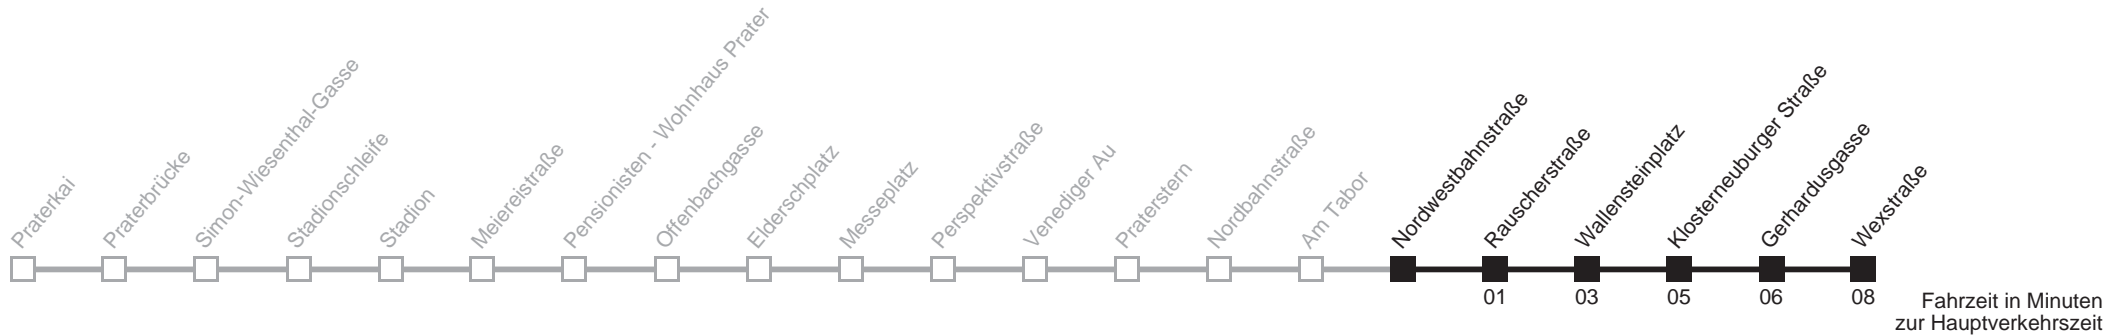 Praterkai
Praterbrücke
Simon-Wiesenthal-Gasse
Stadionschleife
Stadion
Meiereistraße
Pensionisten - Wohnhaus Prater
Offenbachgasse
Elderschplatz
Messeplatz
Perspektivstraße
Venediger Au
Praterstern
Nordbahnstraße
Am Tabor
Nordwestbahnstraße
Rauscherstraße
Wallensteinplatz
Klosterneuburger Straße
Gerhardusgasse
Wexstraße
01 03 05 06 08
Fahrzeit in Minuten
zur Hauptverkehrszeit